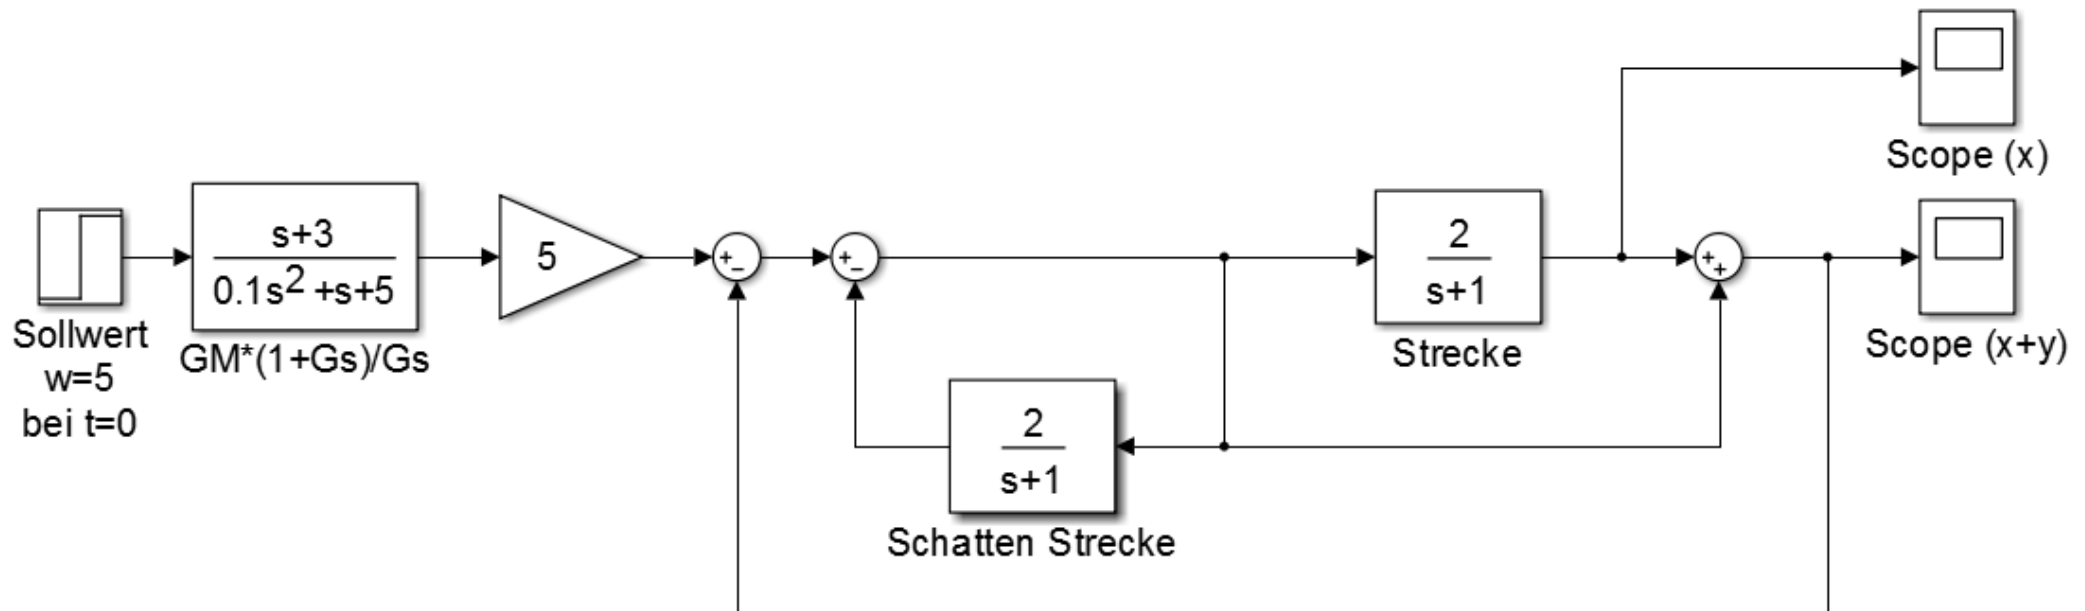 Scope (x)
s+3
0.1s2 +s+5
5
+
−
+
−
2
s+1
+
+
Sollwert
w=5
bei t=0
GM*(1+Gs)/Gs
Strecke
Scope (x+y)
2
s+1
Schatten Strecke